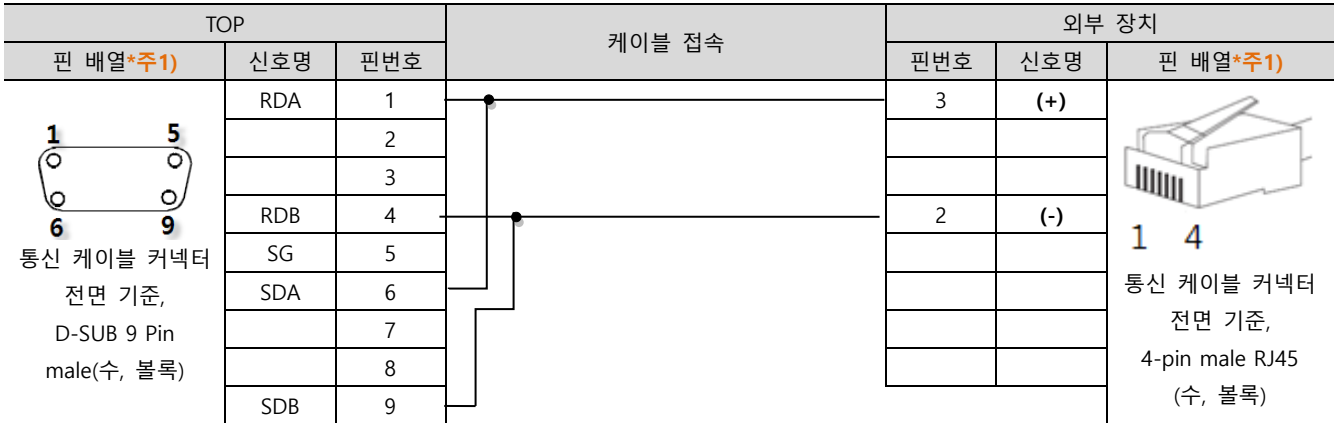 TOP 케이블 접속 외부 장치
핀 배열*주1) 신호명 핀번호 핀번호 신호명 핀 배열*주1)
RDA 1 3 (+)
2
3
RDB 4 2 (-)
SG 5
SDA 6
7
8
SDB 9
1 5
6 9
통신 케이블 커넥터
전면 기준,
D-SUB 9 Pin
male(수, 볼록)
1 4
통신 케이블 커넥터
전면 기준,
4-pin male RJ45
(수, 볼록)